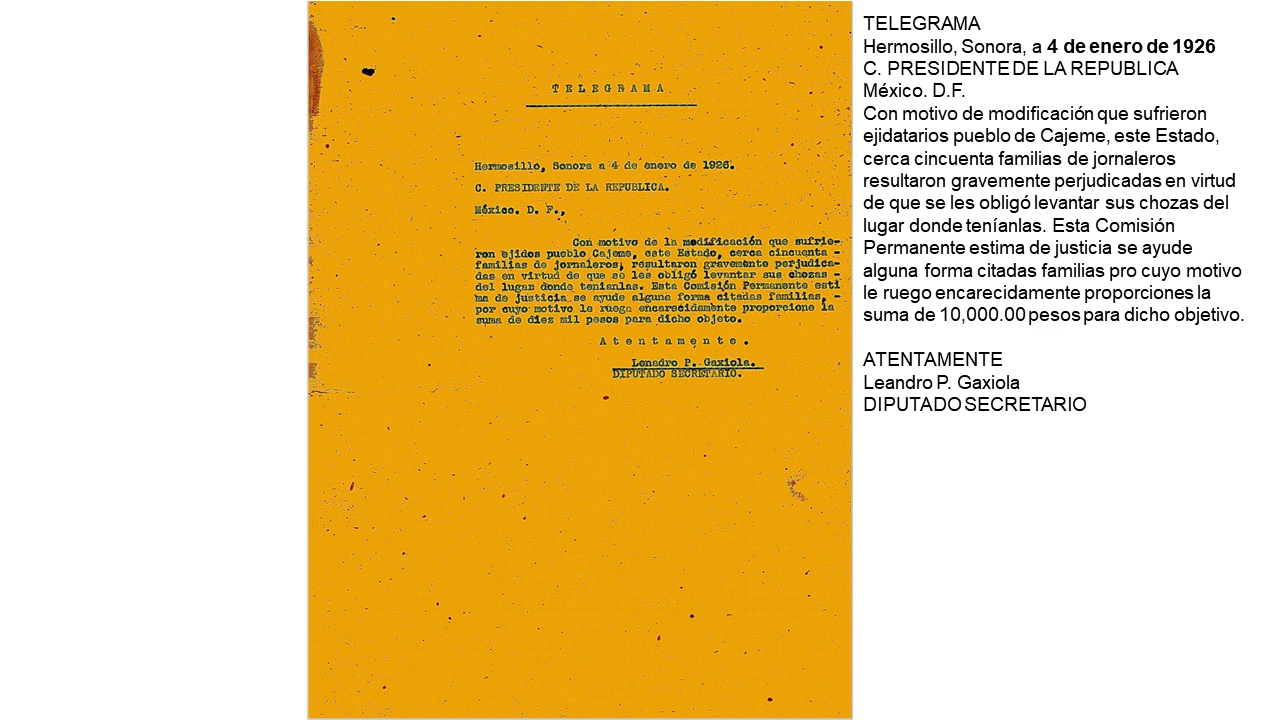 T E L E G R A M A
Hermosillo, Sonora a 4 de enero de 1926.
C. PRESIDENTE DE LA REPUBLICA.
México. D. F.,
Con motivo de la modificación que sufrie-
ron ejidos pueblo Cajeme, este Estado, cerca cincuenta -
familias de jornaleros, resultaron gravemente perjudica-
das en virtud de que se les obligó levantar sus chozas -
del lugar donde tenianlas. Esta Comisión Permanente esti
ma de justicia se ayude alguna forma citadas familias, -
por cuyo motivo le ruego encarecidamente proporcione la
suma de diez mil pesos para dicho objeto.
A t e n t a m e n t e .
Lenadro P. Gaxiola.
DIPUTADO SECRETARIO.
TELEGRAMA
Hermosillo, Sonora, a 4 de enero de 1926
C. PRESIDENTE DE LA REPUBLICA
México. D.F.
Con motivo de modificación que sufrieron
ejidatarios pueblo de Cajeme, este Estado,
cerca cincuenta familias de jornaleros
resultaron gravemente perjudicadas en virtud
de que se les obligó levantar sus chozas del
lugar donde teníanlas. Esta Comisión
Permanente estima de justicia se ayude
alguna forma citadas familias pro cuyo motivo
le ruego encarecidamente proporciones la
suma de 10,000.00 pesos para dicho objetivo.
ATENTAMENTE
Leandro P. Gaxiola
DIPUTADO SECRETARIO